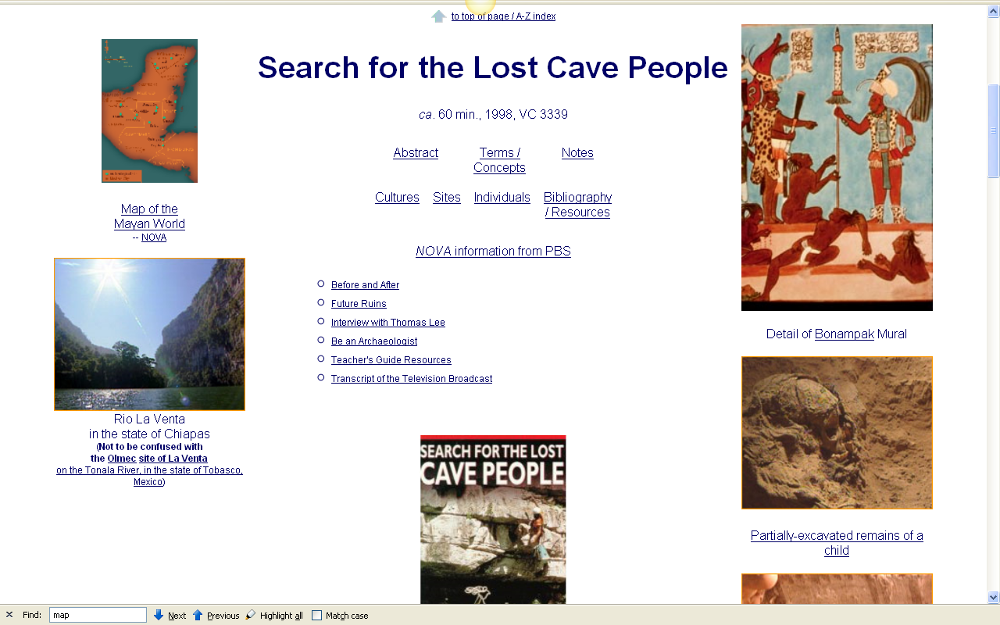 to top of page / A-Z index
Search for the Lost Cave People
ca. 60 min., 1998, VC 3339
Abstract
Terms /
Concepts
Notes
Cultures
Sites
Individuals
Bibliography
/ Resources
NOVA information from PBS
Before and After
Future Ruins
Interview with Thomas Lee
Be an Archaeologist
Teacher's Guide Resources
Transcript of the Television Broadcast
SEARCH FOR THE LOST
CAVE PEOPLE
Map of the
Mayan World
-- NOVA
Rio La Venta
in the state of Chiapas
(Not to be confused with
the Olmec site of La Venta
on the Tonala River, in the state of Tobasco,
Mexico)
Detail of Bonampak Mural
Partially-excavated remains of a
child
Find: map Next Previous Highlight all Match case